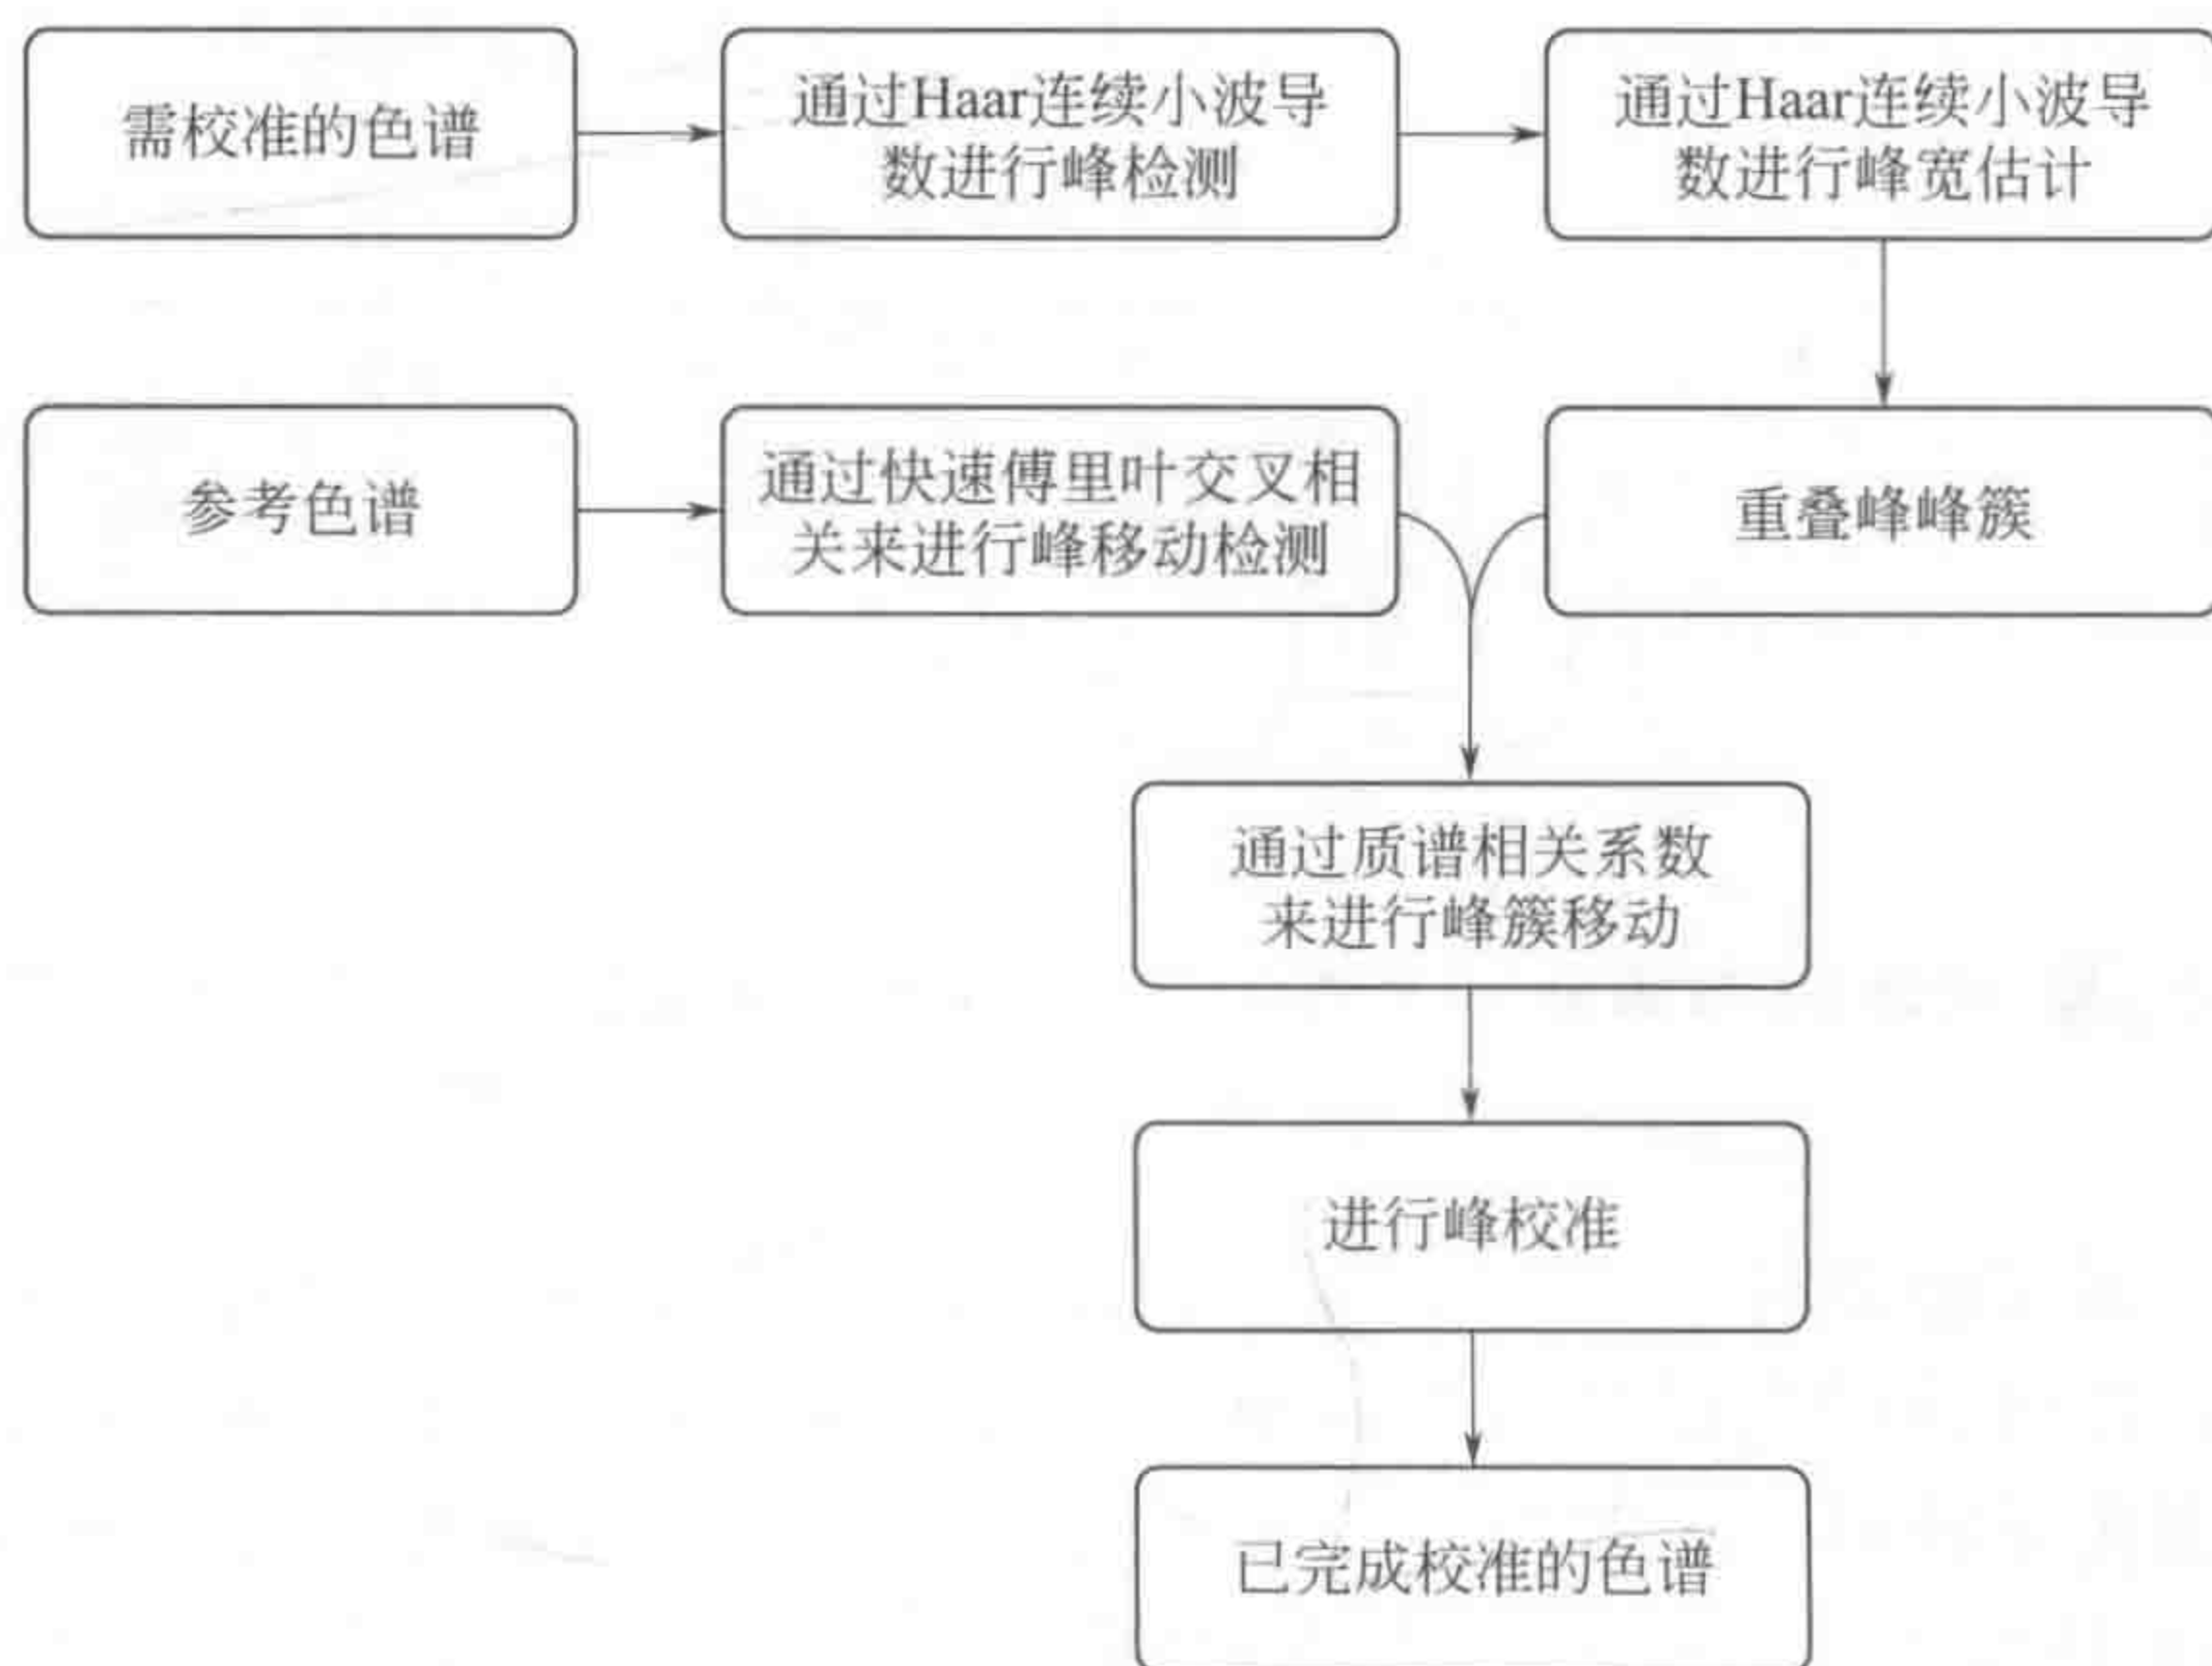 需校准的色谱
通过Haar连续小波导
数进行峰检测
通过Haar连续小波导
数进行峰宽估计
参考色谱
通过快速傅里叶交叉相
关来进行峰移动检测
重叠峰峰簇
通过质谱相关系数
来进行峰簇移动
进行峰校准
已完成校准的色谱